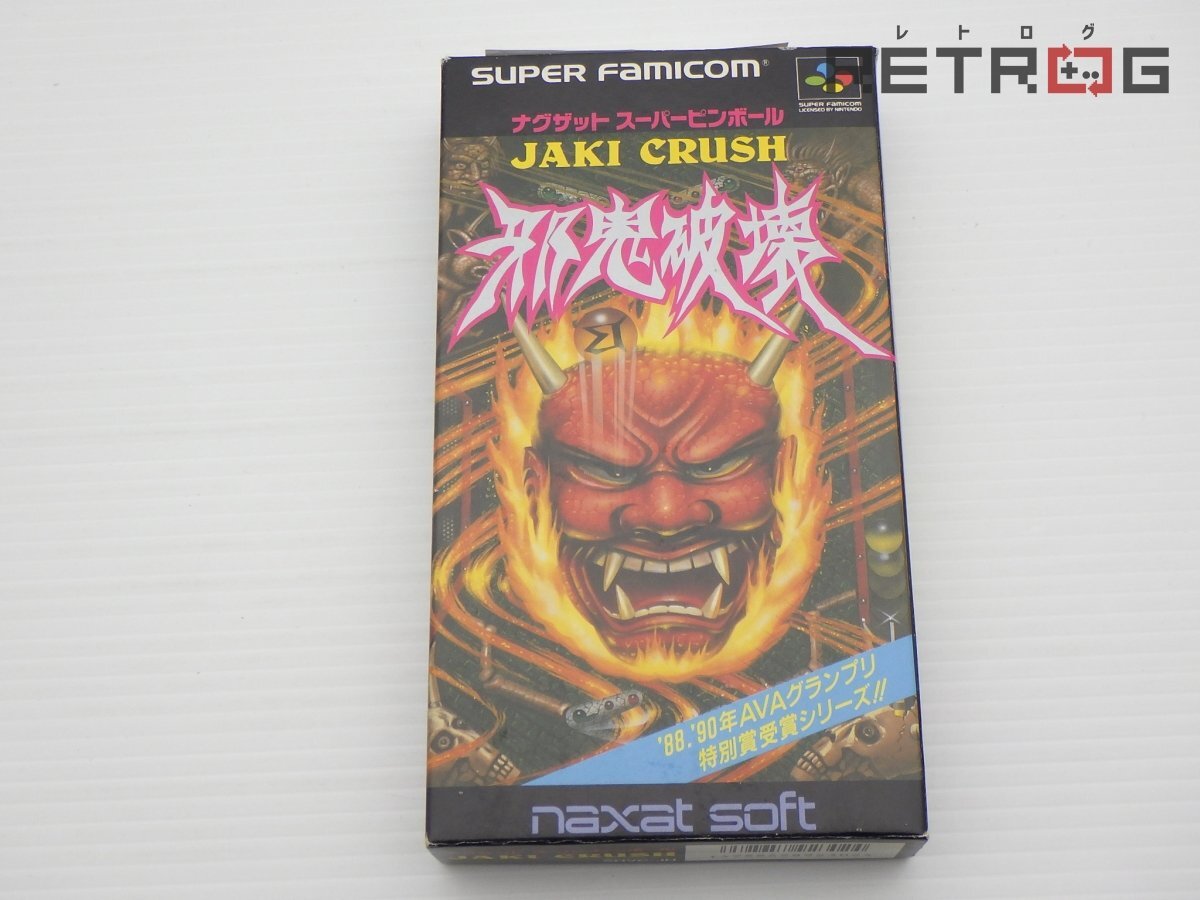 レトログ
RETROG
SUPER FAMICOM®
SUPER FAMICOM
LICENSED BY NINTENDO
ナグザット スーパーピンボール
JAKI CRUSH
邪鬼破壊
'88.'90年AVAグランプリ
特別賞受賞シリーズ!!
naxat soft
JAKI CRUSH